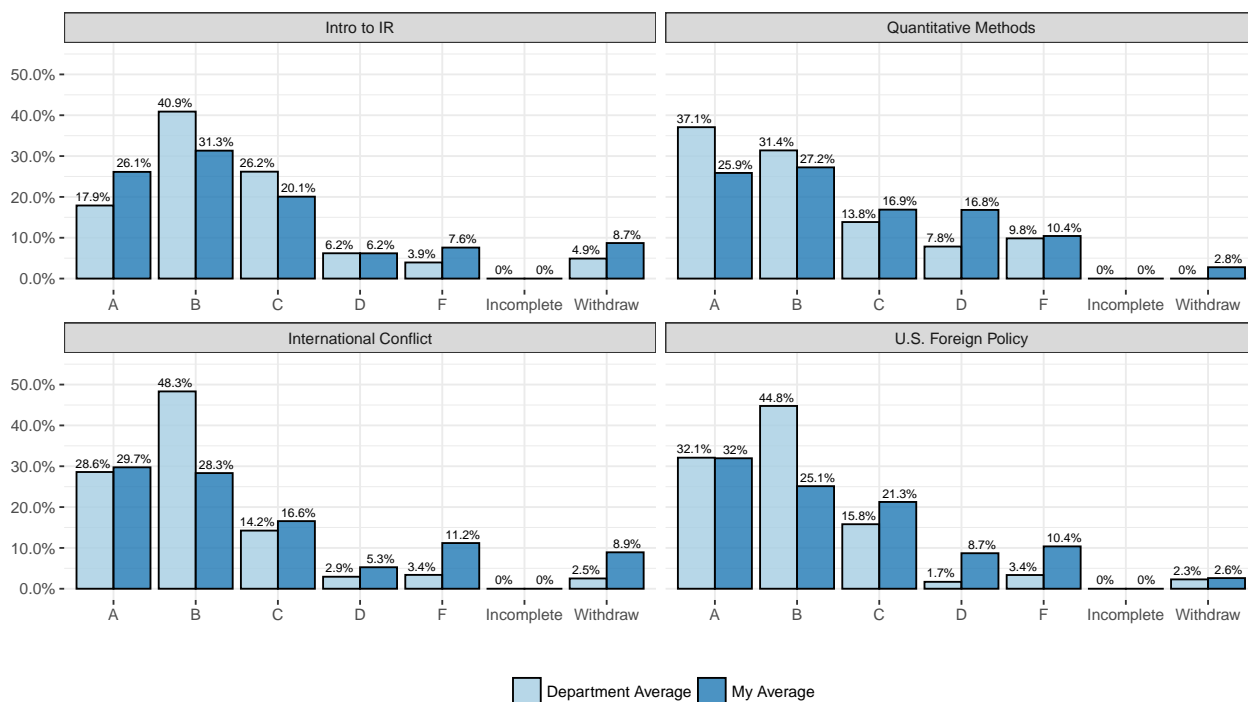 Intro to IR
Quantitative Methods
50.0%
40.0%
30.0%
20.0%
10.0%
0.0%
17.9% 26.1% 40.9% 31.3% 26.2% 20.1% 6.2% 6.2% 3.9% 7.6% 0% 0% 4.9% 8.7%
A B C D F Incomplete Withdraw
37.1% 25.9% 31.4% 27.2% 13.8% 16.9% 7.8% 16.8% 9.8% 10.4% 0% 0% 0% 2.8%
A B C D F Incomplete Withdraw
International Conflict
U.S. Foreign Policy
50.0%
40.0%
30.0%
20.0%
10.0%
0.0%
28.6% 29.7% 48.3% 28.3% 14.2% 16.6% 2.9% 5.3% 3.4% 11.2% 0% 0% 2.5% 8.9%
A B C D F Incomplete Withdraw
32.1% 32% 44.8% 25.1% 15.8% 21.3% 1.7% 8.7% 3.4% 10.4% 0% 0% 2.3% 2.6%
A B C D F Incomplete Withdraw
Department Average My Average